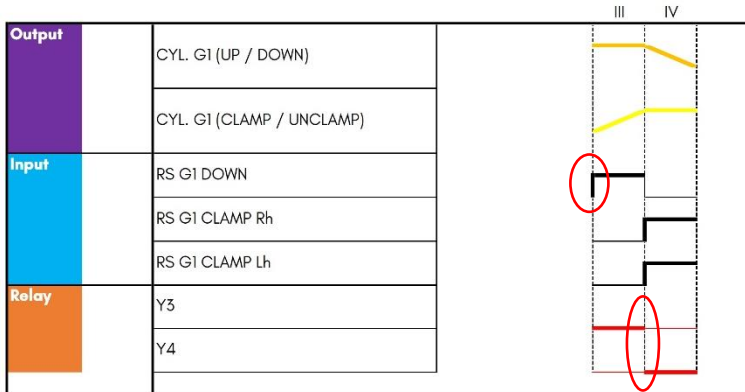 III IV
Output
CYL. G1 (UP / DOWN)
CYL. G1 (CLAMP / UNCLAMP)
Input
RS G1 DOWN
RS G1 CLAMP Rh
RS G1 CLAMP Lh
Relay
Y3
Y4